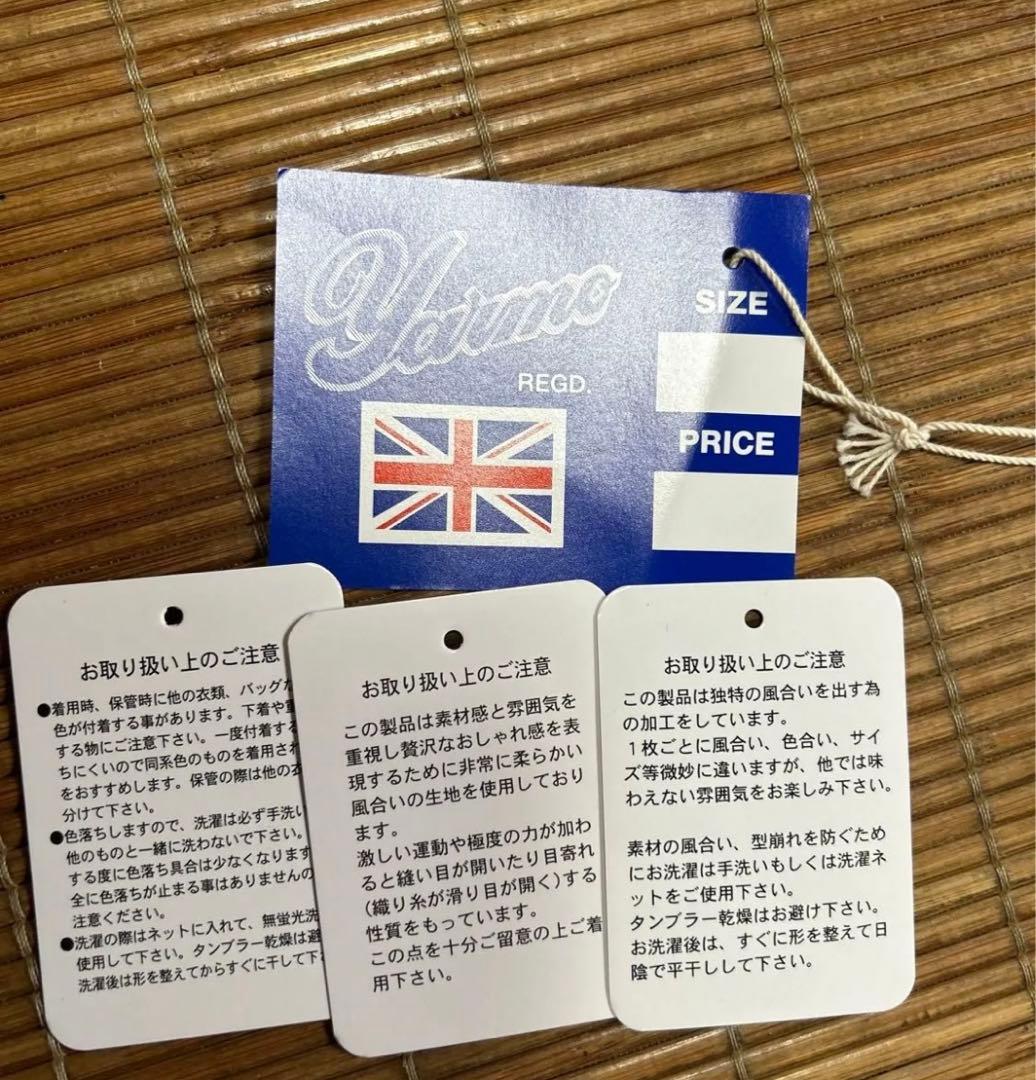 Yarmo
REGD.
SIZE
PRICE
お取り扱い上のご注意
●着用時、保管時に他の衣類、バッグ
色が付着する事があります。下着や
する物にご注意下さい。一度付着する
ちにくいので同系色のものを着用され
をおすすめします。保管の際は他の衣
分けて下さい。
●色落ちしますので、洗濯は必ず手洗い
他のものと一緒に洗わないで下さい。
する度に色落ち具合は少なくなります
全に色落ちが止まる事はありませんの
注意ください。
●洗濯の際はネットに入れて、無蛍光洗
使用して下さい。タンブラー乾燥は避
洗濯後は形を整えてからすぐに干して下
お取り扱い上のご注意
この製品は素材感と雰囲気を
重視し贅沢なおしゃれ感を表
現するために非常に柔らかい
風合いの生地を使用しており
ます。
激しい運動や極度の力が加わ
ると縫い目が開いたり目寄れ
(織り糸が滑り目が開く)する
性質をもっています。
この点を十分ご留意の上ご着
用下さい。
お取り扱い上のご注意
この製品は独特の風合いを出す為
の加工をしています。
１枚ごとに風合い、色合い、サイ
ズ等微妙に違いますが、他では味
わえない雰囲気をお楽しみ下さい。
素材の風合い、型崩れを防ぐため
にお洗濯は手洗いもしくは洗濯ネ
ットをご使用下さい。
タンブラー乾燥はお避け下さい。
お洗濯後は、すぐに形を整えて日
陰で平干しして下さい。